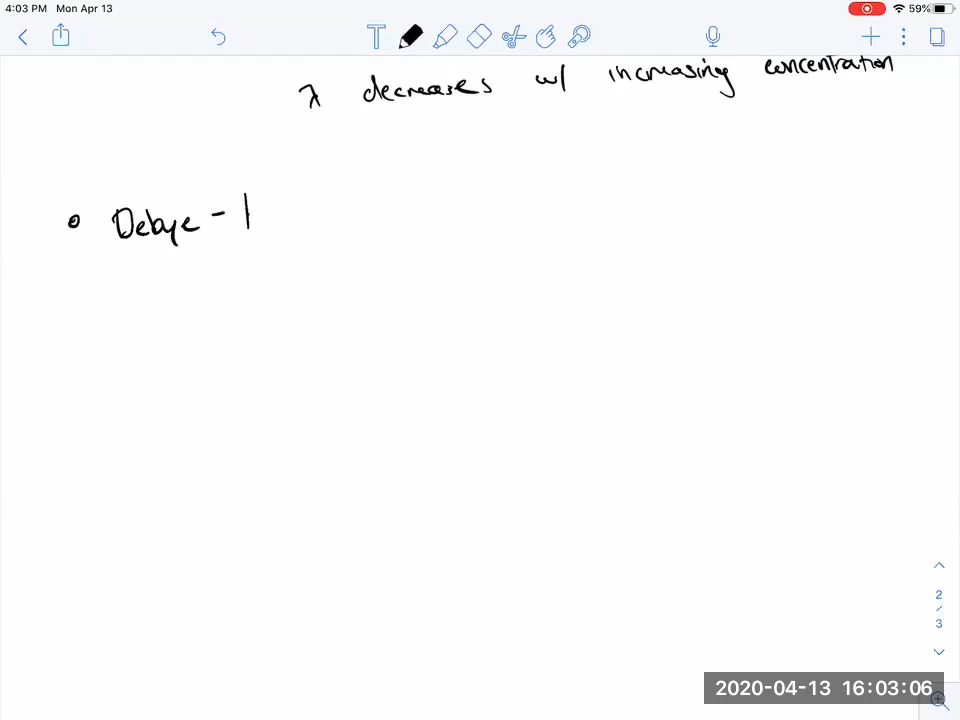 4:03 PM Mon Apr 13
59%
T
λ decreases w/ increasing concentration
• Debye - |
2
/
3
2020-04-13 16:03:06